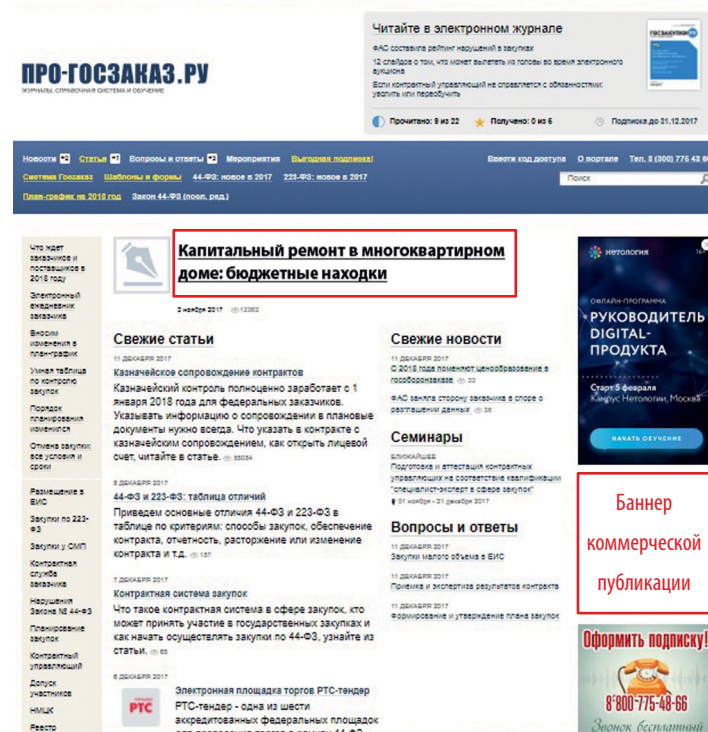 Читайте в электронном журнале
ФАС составила рейтинг нарушений в закупках
12 слайдов о том, что может вылететь из головы во время электронного
аукциона
Если контрактный управляющий не справляется с обязанностями:
уволить или переобучить
Прочитано: 9 из 22
Получено: 0 из 6
Подписка до 31.12.2017
ГОСЗАКУПКИ
ПРО-ГОСЗАКАЗ.РУ
ЖУРНАЛЫ, СПРАВОЧНАЯ СИСТЕМА И ОБУЧЕНИЕ
Новости +2 Статьи +1 Вопросы и ответы +3 Мероприятия Выгодная подписка!
Ввести код доступа О портале Тел. 8 (800) 775 48
Система Госзаказ Шаблоны и формы 44-ФЗ: новое в 2017 223-ФЗ: новое в 2017
Поиск
План-график на 2018 год Закон 44-ФЗ (посл. ред.)
Что ждет
заказчиков и
поставщиков в
2018 году
Электронный
ежедневник
заказчика
Вносим
изменения в
план-график
Умная таблица
по контролю
закупок
Порядок
планирования
изменился
Отмена закупки:
все условия и
сроки
Размещение в
ЕИС
Закупки по 223-
ФЗ
Закупки у СМП
Контрактная
служба
заказчика
Нарушения
Закона № 44-ФЗ
Планирование
закупок
Контрактный
управляющий
Допуск
участников
НМЦК
Реестр
Капитальный ремонт в многоквартирном
доме: бюджетные находки
2 ноября 2017 12362
Свежие статьи
11 ДЕКАБРЯ 2017
Казначейское сопровождение контрактов
Казначейский контроль полноценно заработает с 1
января 2018 года для федеральных заказчиков.
Указывать информацию о сопровождении в плановые
документы нужно всегда. Что указать в контракте с
казначейским сопровождением, как открыть лицевой
счет, читайте в статье.
8 ДЕКАБРЯ 2017
44-ФЗ и 223-ФЗ: таблица отличий
Приведем основные отличия 44-ФЗ и 223-ФЗ в
таблице по критериям: способы закупок, обеспечение
контракта, отчетность, расторжение или изменение
контракта и т.д. 137
7 ДЕКАБРЯ 2017
Контрактная система закупок
Что такое контрактная система в сфере закупок, кто
может принять участие в государственных закупках и
как начать осуществлять закупки по 44-ФЗ, узнайте из
статьи. 83
6 ДЕКАБРЯ 2017
РТС
Электронная площадка торгов РТС-тендер
РТС-тендер - одна из шести
аккредитованных федеральных площадок
Свежие новости
11 ДЕКАБРЯ 2017
С 2018 года поменяют ценообразование в
гособоронзаказе 32
ФАС заняла сторону заказчика в споре о
разглашении данных 36
Семинары
БЛИЖАЙШЕЕ
Подготовка и аттестация контрактных
управляющих на соответствие квалификации
"специалист-эксперт в сфере закупок"
01 ноября - 31 декабря 2017
Вопросы и ответы
11 ДЕКАБРЯ 2017
Закупки малого объема в ЕИС
11 ДЕКАБРЯ 2017
Приемка и экспертиза результатов контракта
11 ДЕКАБРЯ 2017
Формирование и утверждение плана закупок
нетология 16+
ОФЛАЙН-ПРОГРАММА
РУКОВОДИТЕЛЬ
DIGITAL-
ПРОДУКТА
Старт 5 февраля
Кампус Нетологии, Москва
НАЧАТЬ ОБУЧЕНИЕ
Баннер
коммерческой
публикации
Оформить подписку!
8-800-775-48-66
Звонок бесплатный